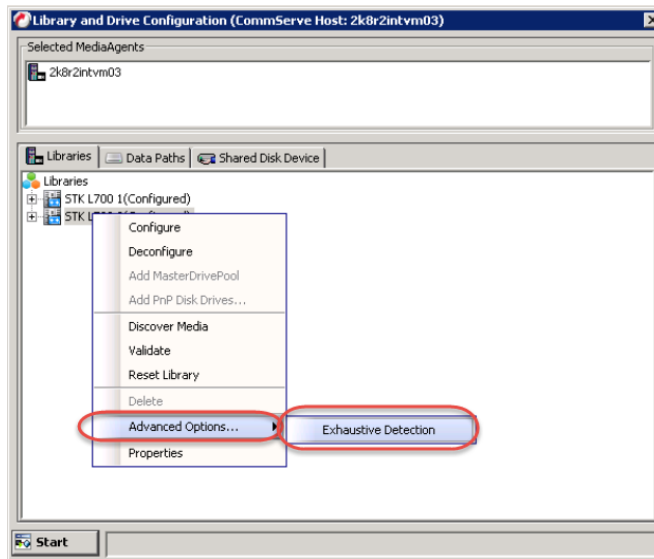 Library and Drive Configuration (CommServe Host: 2k8r2intvm03)
Selected MediaAgents
2k8r2intvm03
Libraries
Data Paths
Shared Disk Device
Libraries
STK L700 1(Configured)
STK
Configure
Deconfigure
Add MasterDrivePool
Add PnP Disk Drives...
Discover Media
Validate
Reset Library
Delete
Advanced Options...
Exhaustive Detection
Properties
Start